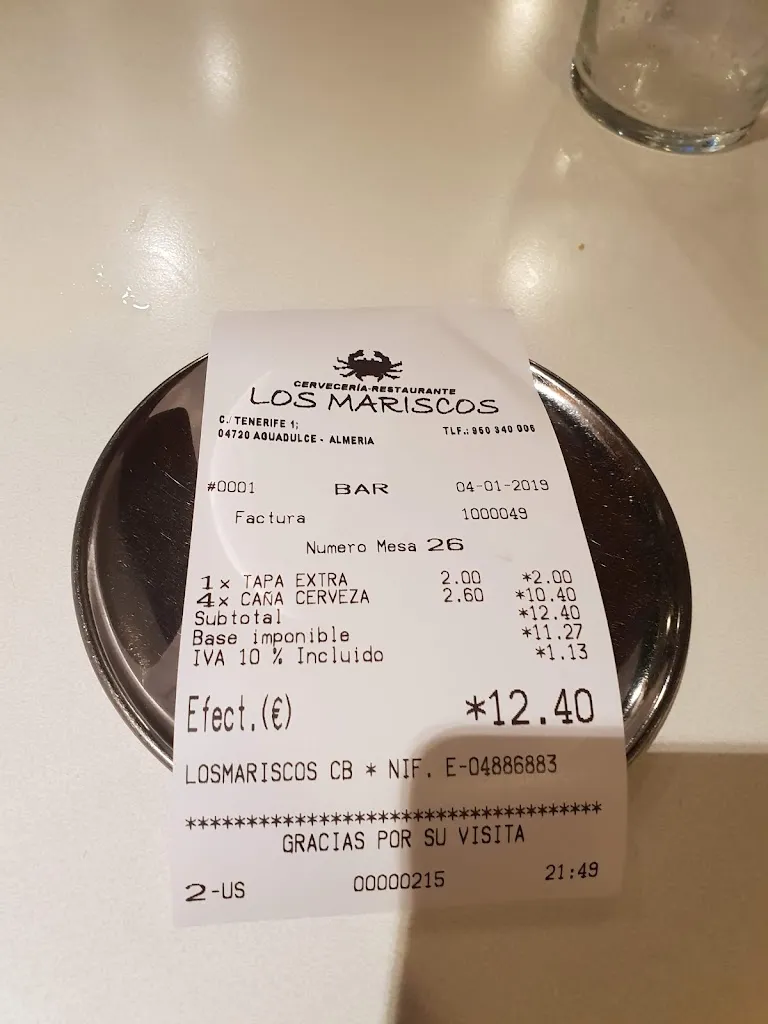 CERVECERÍA-RESTAURANTE
LOS MARISCOS
C/ TENERIFE 1;
04720 AGUADULCE - ALMERIA TLF.: 950 340 006
#0001 BAR 04-01-2019
Factura 1000049
Numero Mesa 26
1x TAPA EXTRA 2.00 *2.00
4x CAÑA CERVEZA 2.60 *10.40
Subtotal *12.40
Base imponible *11.27
IVA 10 % Incluido *1.13
Efect.(€) *12.40
LOSMARISCOS CB * NIF. E-04886883
***********************************
GRACIAS POR SU VISITA
2-US 00000215 21:49